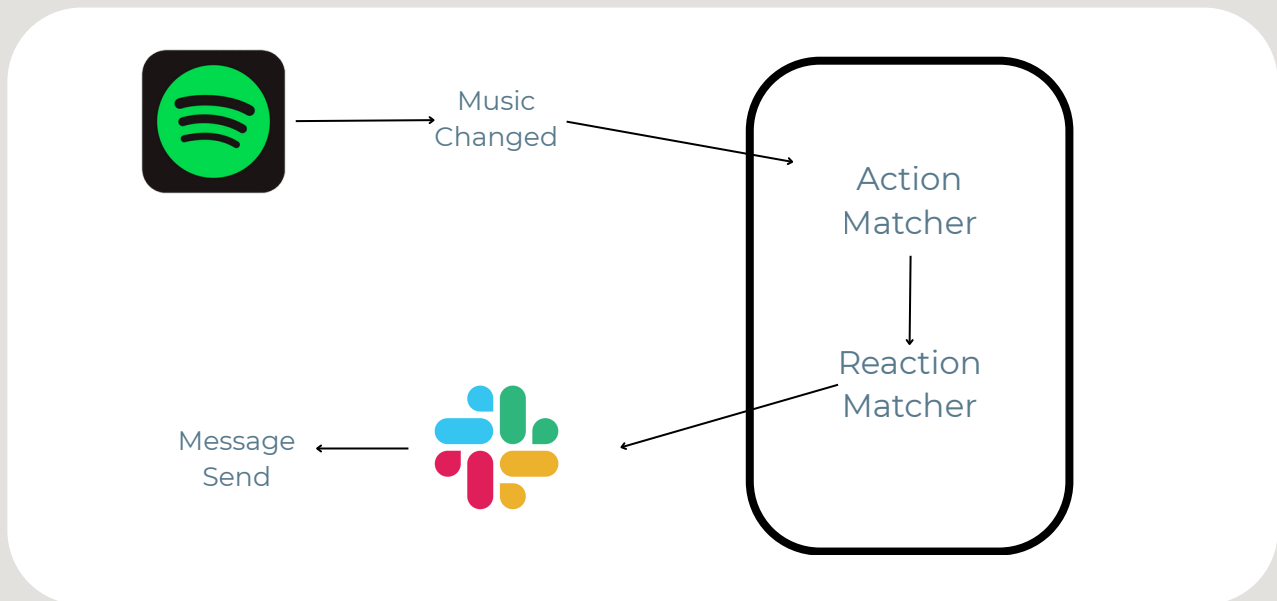 Music
Changed
Action
Matcher
Reaction
Matcher
Message
Send